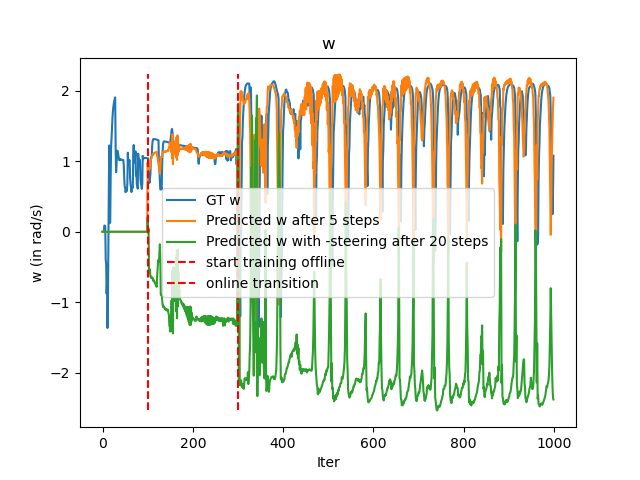 w
w (in rad/s)
2
1
0
−1
−2
GT w
Predicted w after 5 steps
Predicted w with -steering after 20 steps
start training offline
online transition
0 200 400 600 800 1000
Iter